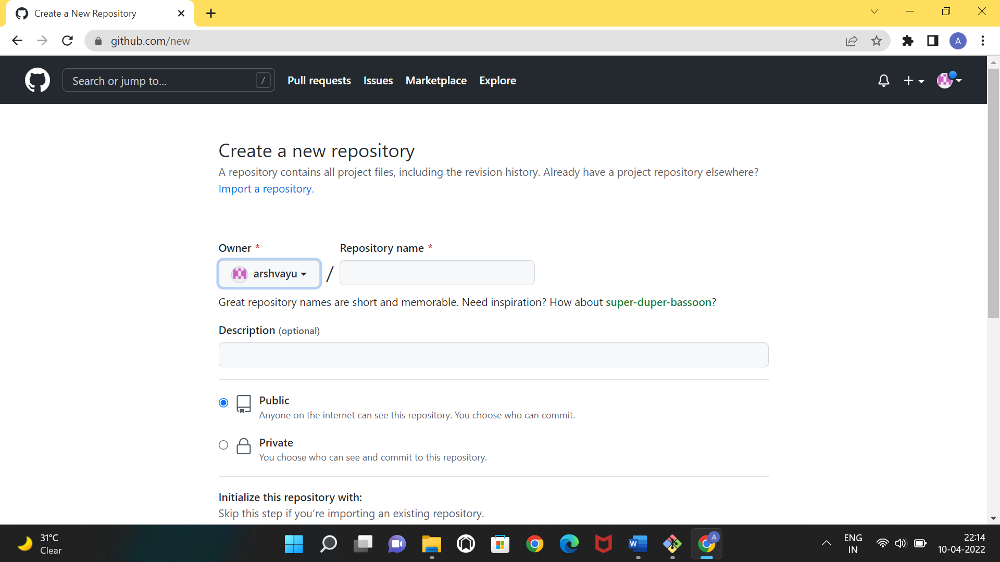 Create a New Repository
github.com/new
A
Search or jump to...
/
Pull requests
Issues
Marketplace
Explore
Create a new repository
A repository contains all project files, including the revision history. Already have a project repository elsewhere?
Import a repository.
Owner *
Repository name *
arshvayu
/
Great repository names are short and memorable. Need inspiration? How about super-duper-bassoon?
Description (optional)
Public
Anyone on the internet can see this repository. You choose who can commit.
Private
You choose who can see and commit to this repository.
Initialize this repository with:
Skip this step if you’re importing an existing repository.
31°C
Clear
W
A
ENG
IN
22:14
10-04-2022